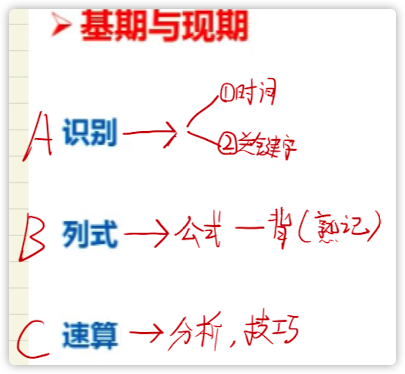 ➤ 基期与现期
①时间
A 识别 → ②关键字
B 列式 → 公式 — 背(熟记)
C 速算 → 分析,技巧